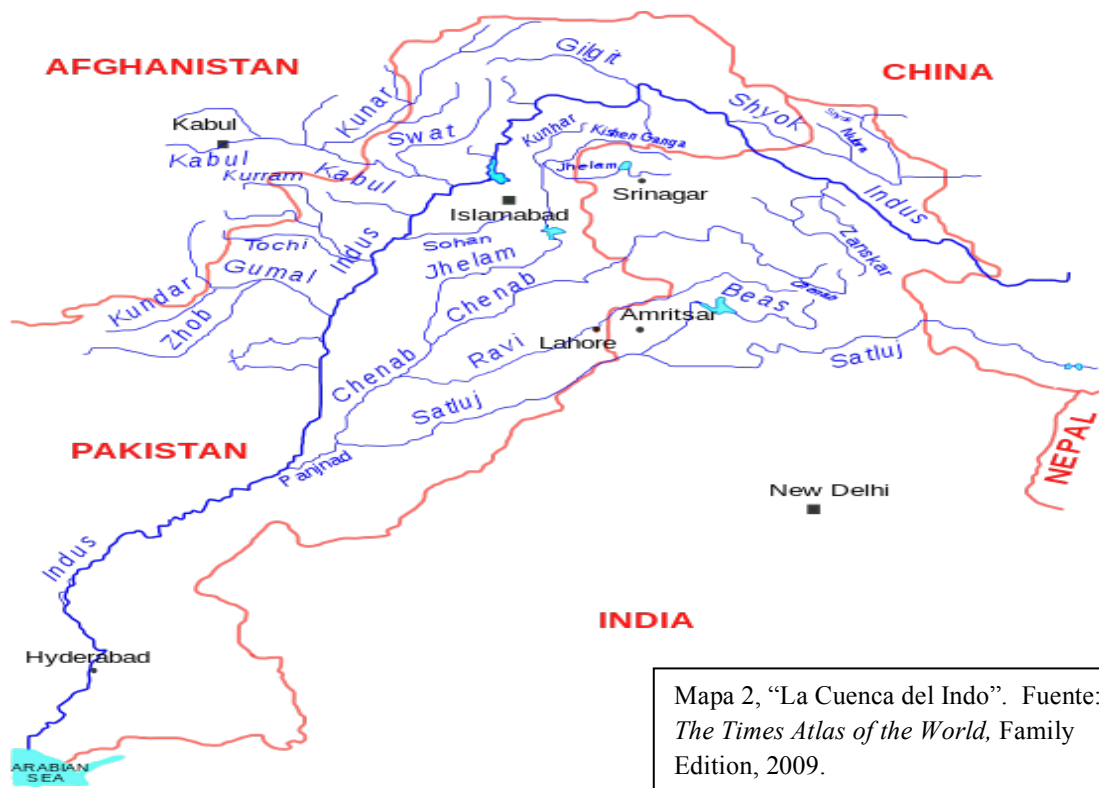 Gilgit
AFGHANISTAN
CHINA
Kunar
Shyok
Kabul
Swat
Kunhar
Kishen Ganga
Nubra
Kabul
Kurram
Kabul
Jhelam
Srinagar
Indus
Islamabad
Indus
Tochi
Sohan
Zanskar
Gumal
Jhelam
Kundar
Zhob
Chenab
Beas
Amritsar
Lahore
Ravi
Chenab
Satluj
Satluj
PAKISTAN
Panjnad
NEPAL
New Delhi
Indus
INDIA
Hyderabad
ARABIAN
SEA
Mapa 2, “La Cuenca del Indo”. Fuente:
The Times Atlas of the World, Family
Edition, 2009.